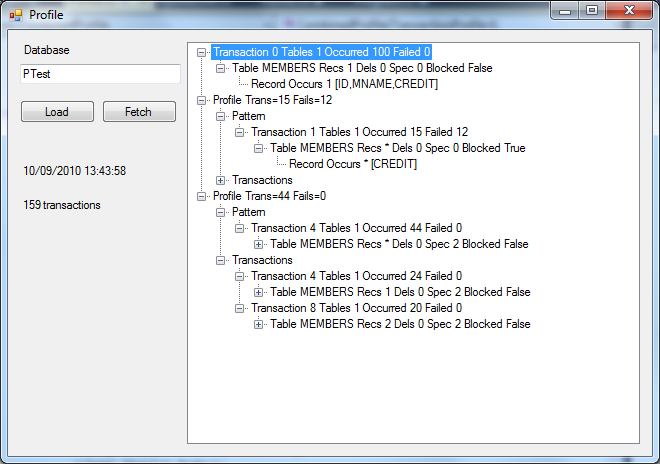 Profile
Database
PTest
Load
Fetch
10/09/2010 13:43:58
159 transactions
Transaction 0 Tables 1 Occurred 100 Failed 0
Table MEMBERS Recs 1 Dels 0 Spec 0 Blocked False
Record Occurs 1 [ID,MNAME,CREDIT]
Profile Trans=15 Fails=12
Pattern
Transaction 1 Tables 1 Occurred 15 Failed 12
Table MEMBERS Recs * Dels 0 Spec 0 Blocked True
Record Occurs * [CREDIT]
Transactions
Profile Trans=44 Fails=0
Pattern
Transaction 4 Tables 1 Occurred 44 Failed 0
Table MEMBERS Recs * Dels 0 Spec 2 Blocked False
Transactions
Transaction 4 Tables 1 Occurred 24 Failed 0
Table MEMBERS Recs 1 Dels 0 Spec 2 Blocked False
Transaction 8 Tables 1 Occurred 20 Failed 0
Table MEMBERS Recs 2 Dels 0 Spec 2 Blocked False